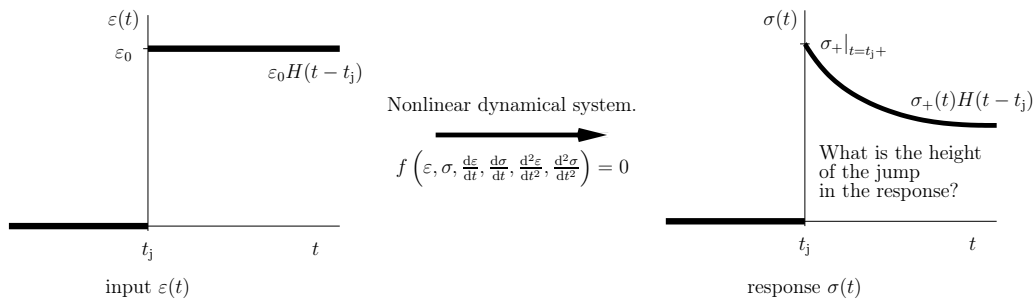 ε(t)
ε₀
ε₀H(t − tⱼ)
tⱼ
t
input ε(t)
Nonlinear dynamical system.
f(ε, σ, dε/dt, dσ/dt, d²ε/dt², d²σ/dt²) = 0
σ(t)
σ₊|ₜ₌ₜⱼ₊
σ₊(t)H(t − tⱼ)
What is the height
of the jump
in the response?
tⱼ
t
response σ(t)